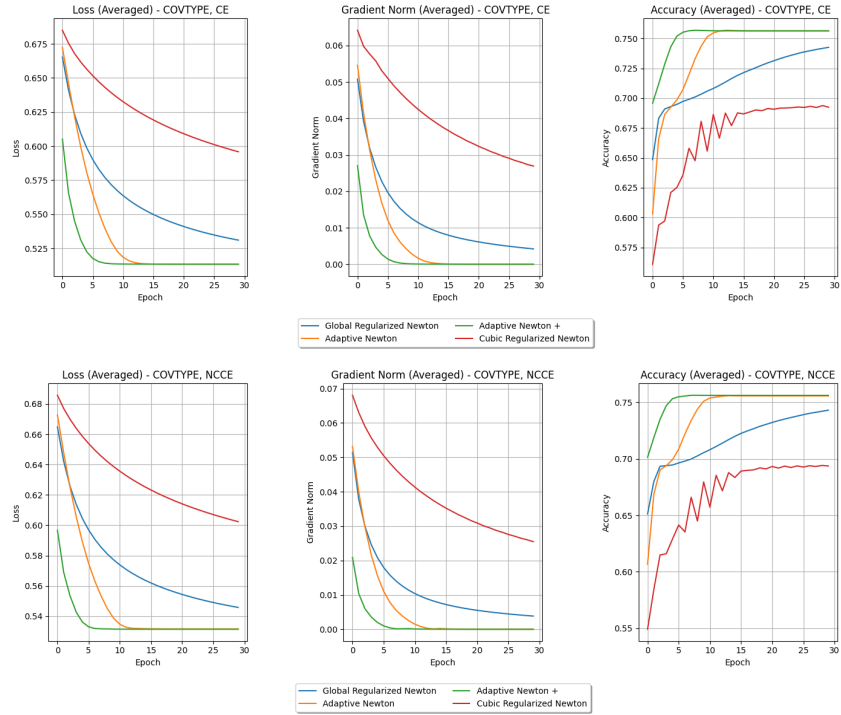 Loss (Averaged) - COVTYPE, CE
Gradient Norm (Averaged) - COVTYPE, CE
Accuracy (Averaged) - COVTYPE, CE
Loss
0.675
0.650
0.625
0.600
0.575
0.550
0.525
0 5 10 15 20 25 30
Epoch
Gradient Norm
0.06
0.05
0.04
0.03
0.02
0.01
0.00
0 5 10 15 20 25 30
Epoch
Accuracy
0.750
0.725
0.700
0.675
0.650
0.625
0.600
0.575
0 5 10 15 20 25 30
Epoch
Global Regularized Newton
Adaptive Newton
Adaptive Newton +
Cubic Regularized Newton
Loss (Averaged) - COVTYPE, NCCE
Gradient Norm (Averaged) - COVTYPE, NCCE
Accuracy (Averaged) - COVTYPE, NCCE
Loss
0.68
0.66
0.64
0.62
0.60
0.58
0.56
0.54
0 5 10 15 20 25 30
Epoch
Gradient Norm
0.07
0.06
0.05
0.04
0.03
0.02
0.01
0.00
0 5 10 15 20 25 30
Epoch
Accuracy
0.75
0.70
0.65
0.60
0.55
0 5 10 15 20 25 30
Epoch
Global Regularized Newton
Adaptive Newton
Adaptive Newton +
Cubic Regularized Newton